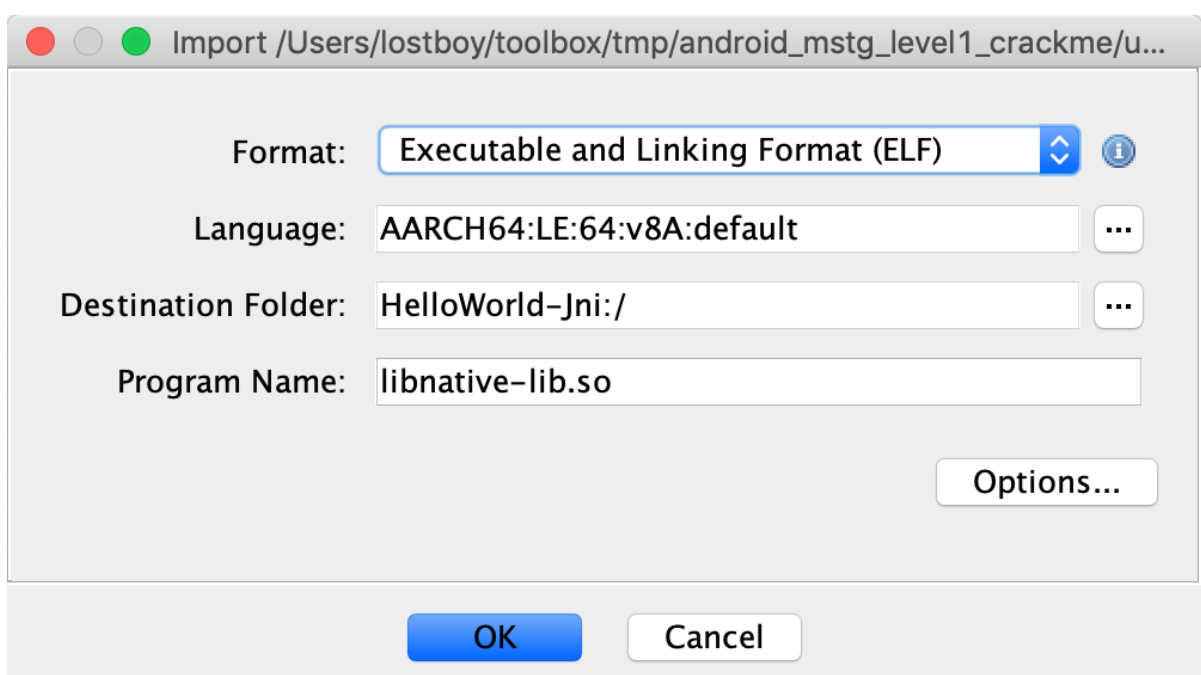 Import /Users/lostboy/toolbox/tmp/android_mstg_level1_crackme/u...
Format: Executable and Linking Format (ELF)
Language: AARCH64:LE:64:v8A:default ...
Destination Folder: HelloWorld-Jni:/ ...
Program Name: libnative-lib.so
Options...
OK Cancel